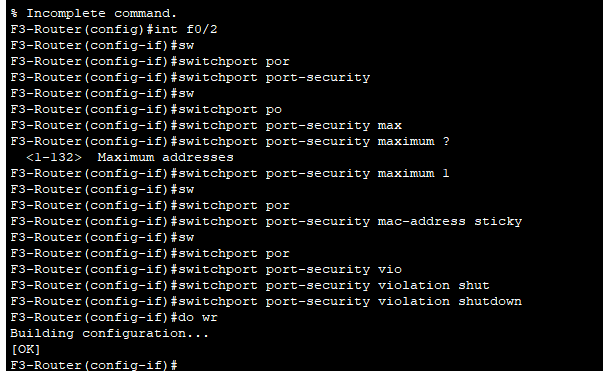 % Incomplete command.
F3-Router(config)#int f0/2
F3-Router(config-if)#sw
F3-Router(config-if)#switchport por
F3-Router(config-if)#switchport port-security
F3-Router(config-if)#sw
F3-Router(config-if)#switchport po
F3-Router(config-if)#switchport port-security max
F3-Router(config-if)#switchport port-security maximum ?
  <1-132>  Maximum addresses
F3-Router(config-if)#switchport port-security maximum 1
F3-Router(config-if)#sw
F3-Router(config-if)#switchport por
F3-Router(config-if)#switchport port-security mac-address sticky
F3-Router(config-if)#sw
F3-Router(config-if)#switchport por
F3-Router(config-if)#switchport port-security vio
F3-Router(config-if)#switchport port-security violation shut
F3-Router(config-if)#switchport port-security violation shutdown
F3-Router(config-if)#do wr
Building configuration...
[OK]
F3-Router(config-if)#